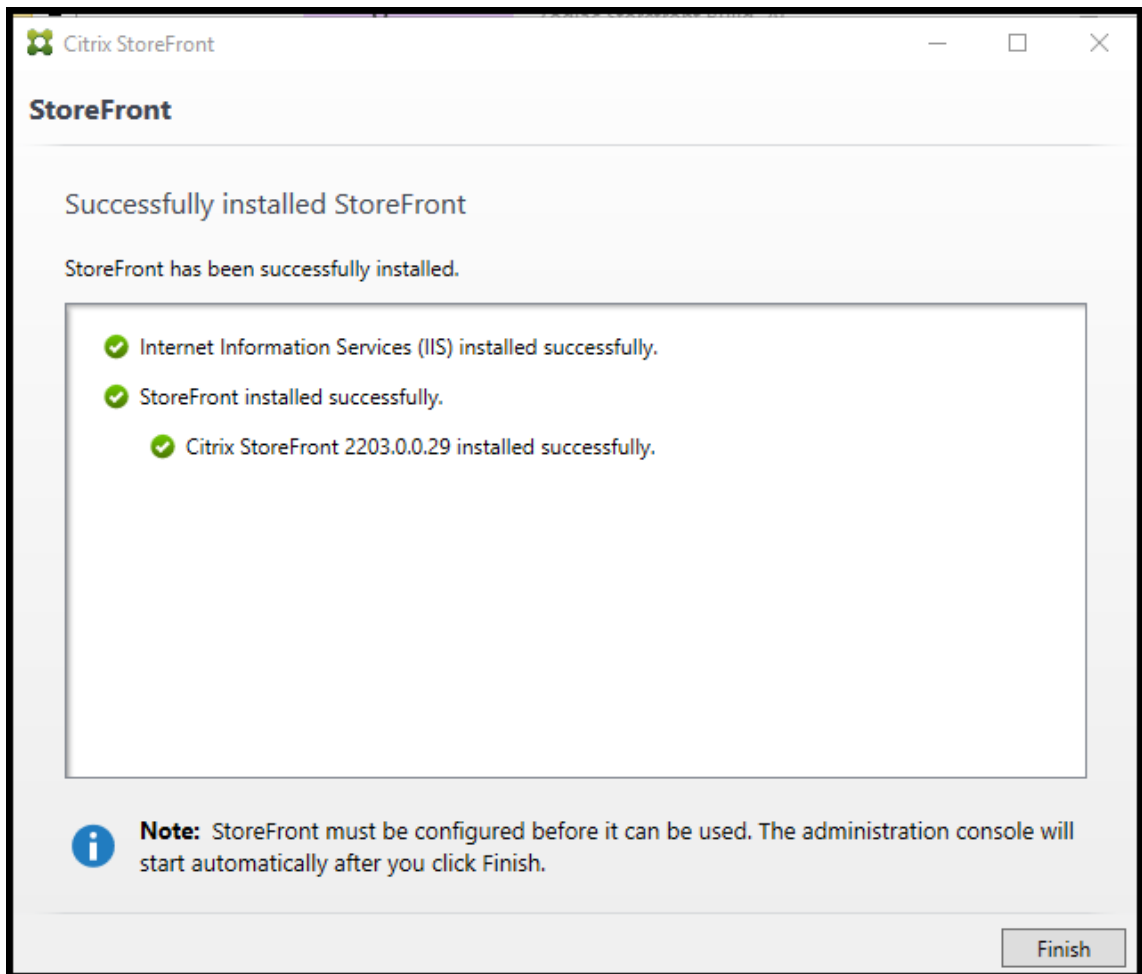 Citrix StoreFront
StoreFront
Successfully installed StoreFront
StoreFront has been successfully installed.
Internet Information Services (IIS) installed successfully.
StoreFront installed successfully.
Citrix StoreFront 2203.0.0.29 installed successfully.
Note: StoreFront must be configured before it can be used. The administration console will
start automatically after you click Finish.
Finish